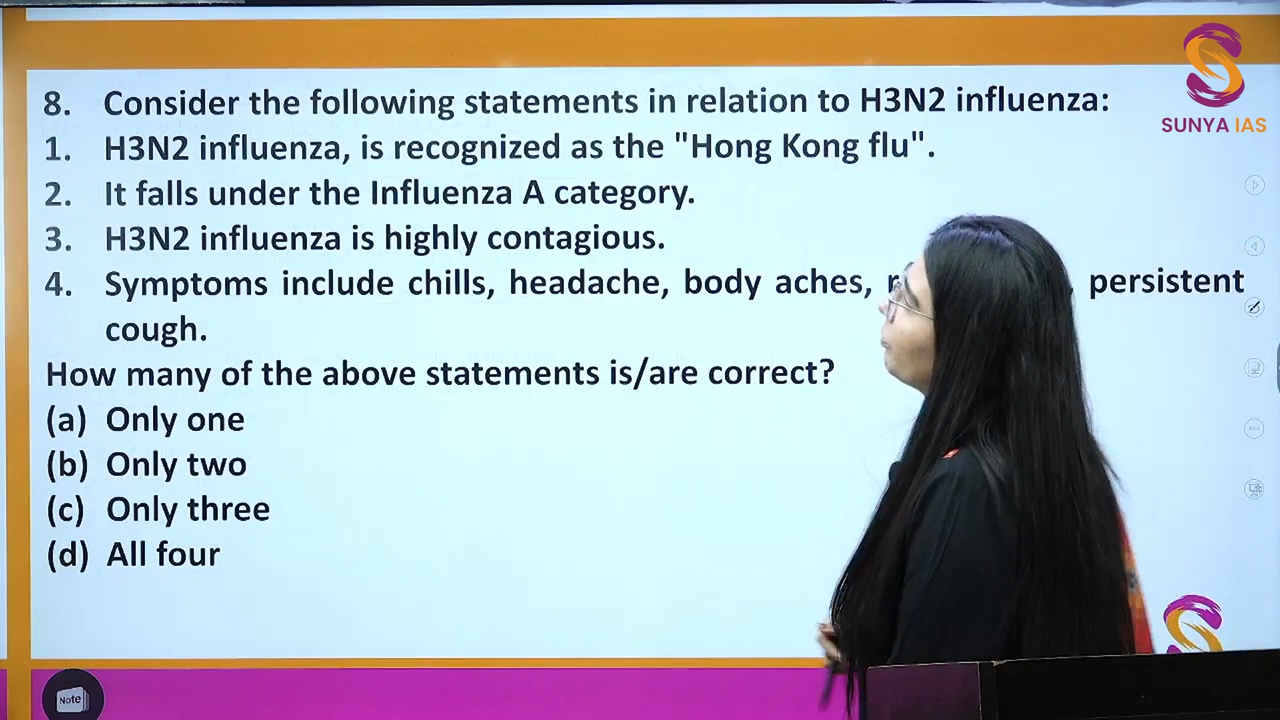 SUNYA IAS
8. Consider the following statements in relation to H3N2 influenza:
1. H3N2 influenza, is recognized as the "Hong Kong flu".
2. It falls under the Influenza A category.
3. H3N2 influenza is highly contagious.
4. Symptoms include chills, headache, body aches, persistent
cough.
How many of the above statements is/are correct?
(a) Only one
(b) Only two
(c) Only three
(d) All four
Note